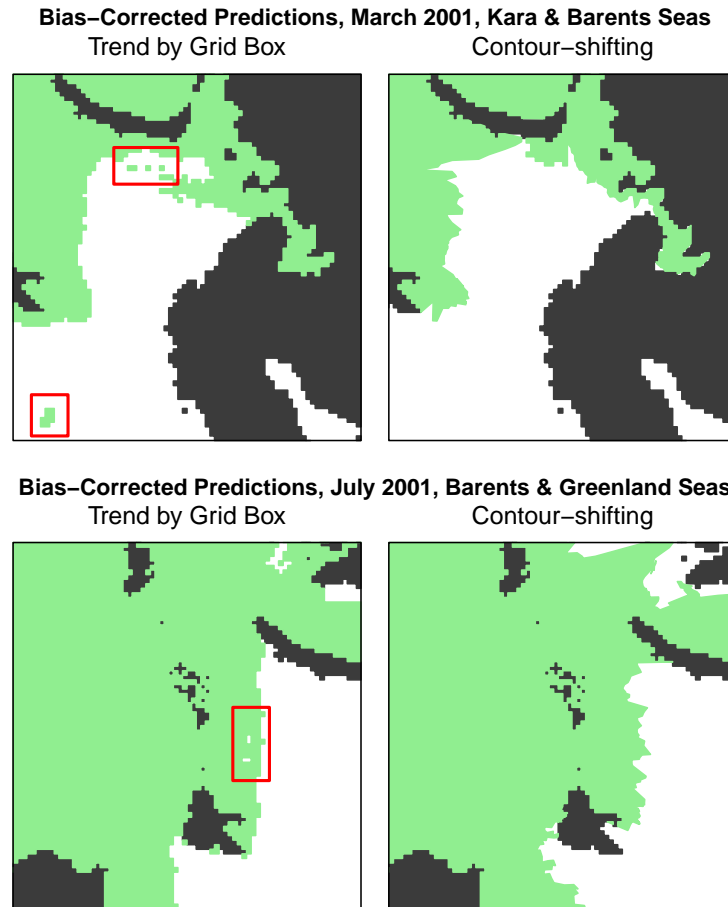 Bias−Corrected Predictions, March 2001, Kara & Barents Seas
Trend by Grid Box
Contour−shifting
Bias−Corrected Predictions, July 2001, Barents & Greenland Seas
Trend by Grid Box
Contour−shifting